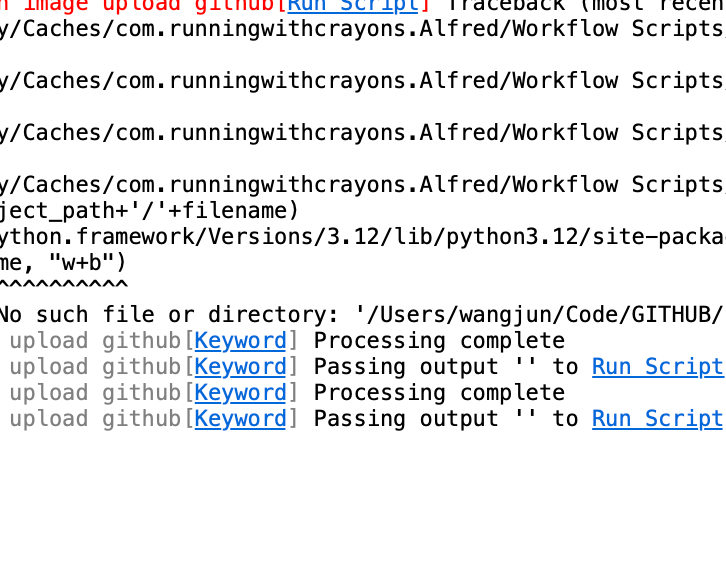 n image upload github[Run Script] Traceback (most recen
y/Caches/com.runningwithcrayons.Alfred/Workflow Scripts/
y/Caches/com.runningwithcrayons.Alfred/Workflow Scripts/
y/Caches/com.runningwithcrayons.Alfred/Workflow Scripts/
y/Caches/com.runningwithcrayons.Alfred/Workflow Scripts/
ject_path+'/'+filename)
ython.framework/Versions/3.12/lib/python3.12/site-packa
me, "w+b")
^^^^^^^^^^
No such file or directory: '/Users/wangjun/Code/GITHUB/
upload github[Keyword] Processing complete
upload github[Keyword] Passing output '' to Run Script
upload github[Keyword] Processing complete
upload github[Keyword] Passing output '' to Run Script